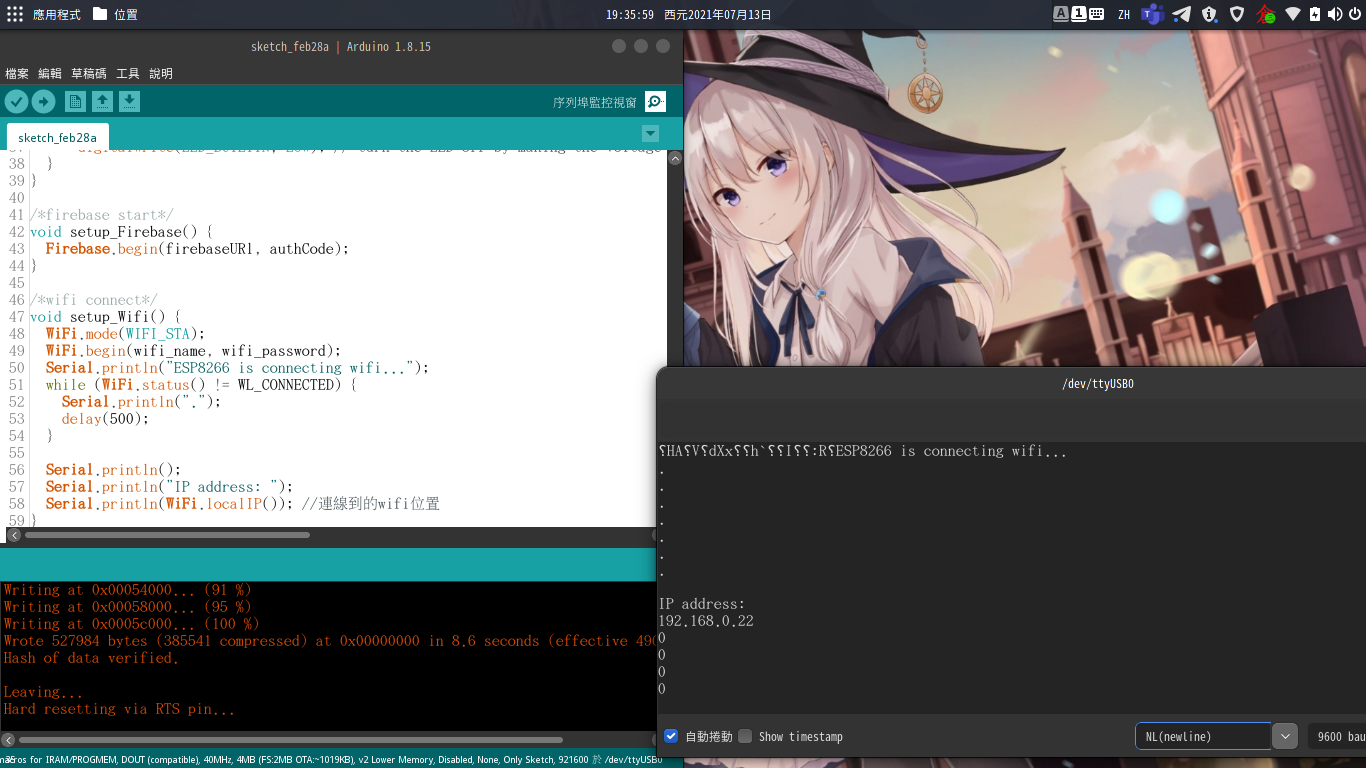 應用程式 位置 19:35:59 西元2021年07月13日 A 1 ZH
sketch_feb28a | Arduino 1.8.15
檔案 編輯 草稿碼 工具 說明
序列埠監控視窗
sketch_feb28a
38 }
39 }
40
41 /*firebase start*/
42 void setup_Firebase() {
43 Firebase.begin(firebaseURl, authCode);
44 }
45
46 /*wifi connect*/
47 void setup_Wifi() {
48 WiFi.mode(WIFI_STA);
49 WiFi.begin(wifi_name, wifi_password);
50 Serial.println("ESP8266 is connecting wifi...");
51 while (WiFi.status() != WL_CONNECTED) {
52 Serial.println(".");
53 delay(500);
54 }
55
56 Serial.println();
57 Serial.println("IP address: ");
58 Serial.println(WiFi.localIP()); //連線到的wifi位置
59 }
Writing at 0x00054000... (91 %)
Writing at 0x00058000... (95 %)
Writing at 0x0005c000... (100 %)
Wrote 527984 bytes (385541 compressed) at 0x00000000 in 8.6 seconds (effective 490
Hash of data verified.
Leaving...
Hard resetting via RTS pin...
IRAM/PROGMEM, DOUT (compatible), 40MHz, 4MB (FS:2MB OTA:~1019KB), v2 Lower Memory, Disabled, None, Only Sketch, 921600 於 /dev/ttyUSB0
/dev/ttyUSB0
⸮HA⸮V⸮dXx⸮⸮h`⸮⸮I⸮⸮:R⸮ESP8266 is connecting wifi...
.
.
.
.
.
.
.
IP address:
192.168.0.22
0
0
0
0
自動捲動 Show timestamp NL(newline) 9600 bau